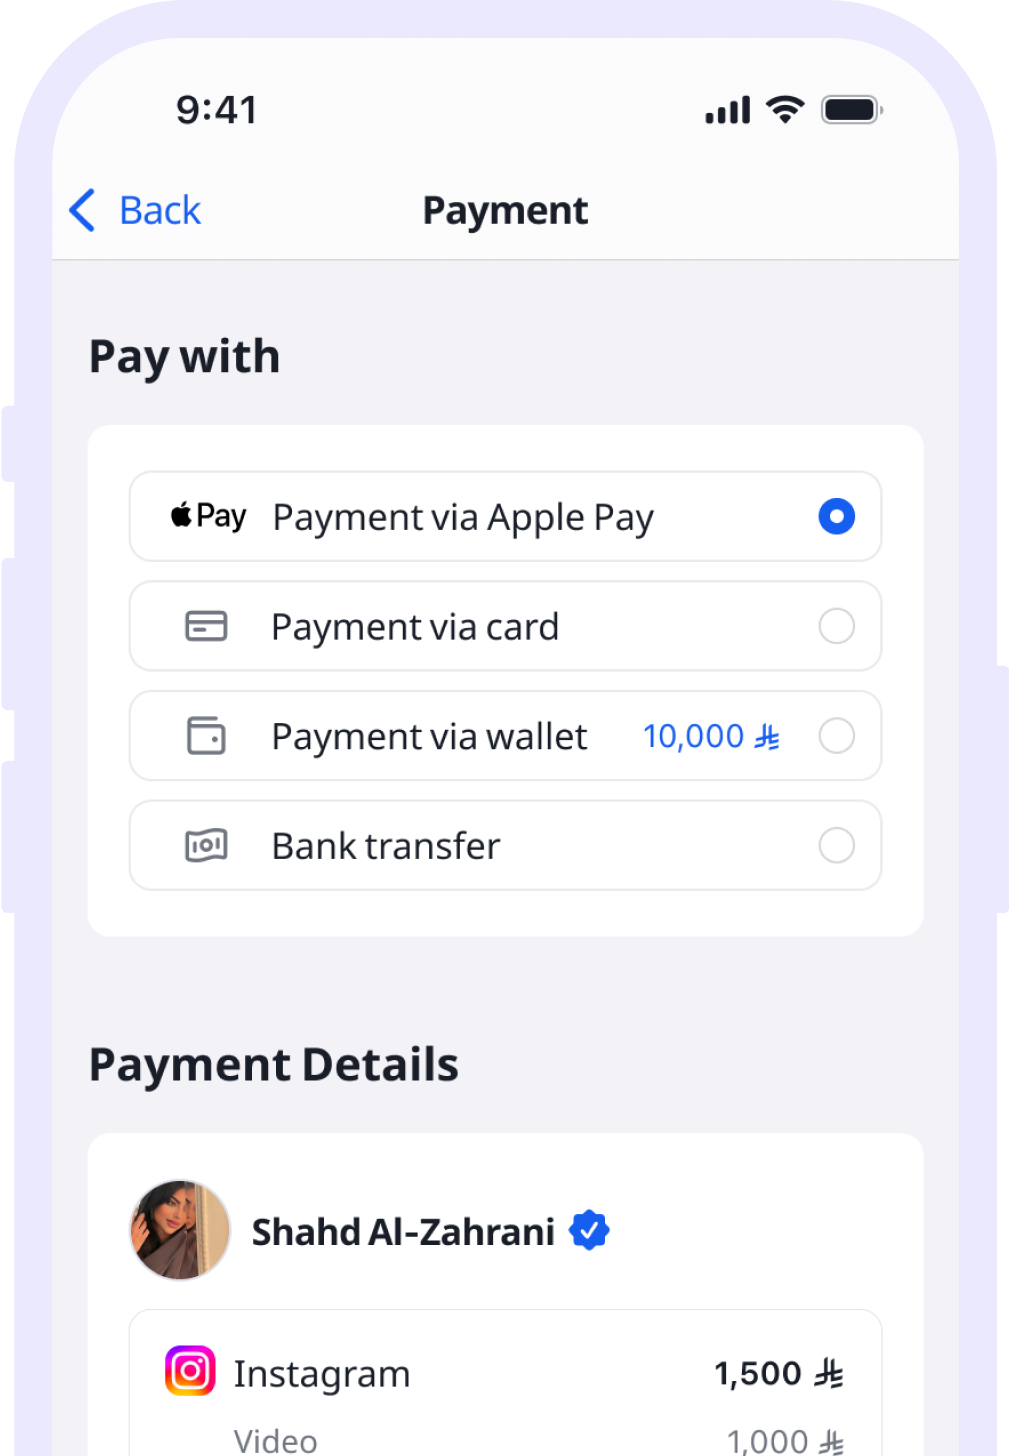 9:41
Back
Payment
Pay with
Pay Payment via Apple Pay
Payment via card
Payment via wallet 10,000 ⃁
Bank transfer
Payment Details
Shahd Al-Zahrani
Instagram 1,500 ⃁
Video 1,000 ⃁